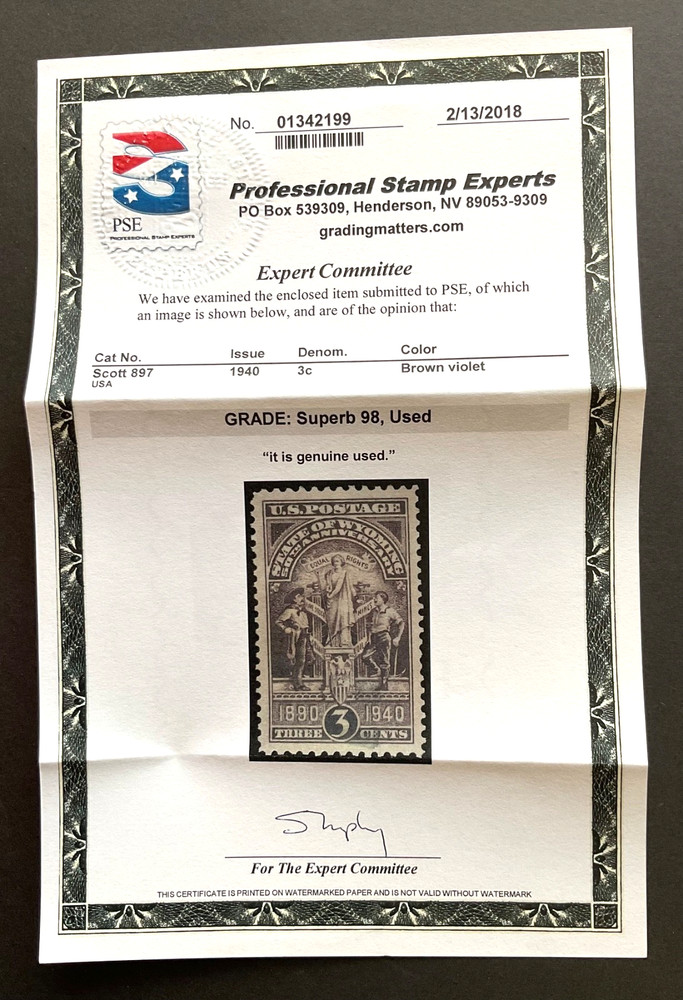 No. 01342199
2/13/2018
PSE
PROFESSIONAL STAMP EXPERTS
Professional Stamp Experts
PO Box 539309, Henderson, NV 89053-9309
gradingmatters.com
Expert Committee
We have examined the enclosed item submitted to PSE, of which
an image is shown below, and are of the opinion that:
Cat No. Issue Denom. Color
Scott 897 1940 3c Brown violet
USA
GRADE: Superb 98, Used
“it is genuine used.”
U.S. POSTAGE
STATE OF WYOMING
50TH ANNIVERSARY
EQUAL RIGHTS
1890 1940
3
THREE CENTS
For The Expert Committee
THIS CERTIFICATE IS PRINTED ON WATERMARKED PAPER AND IS NOT VALID WITHOUT WATERMARK